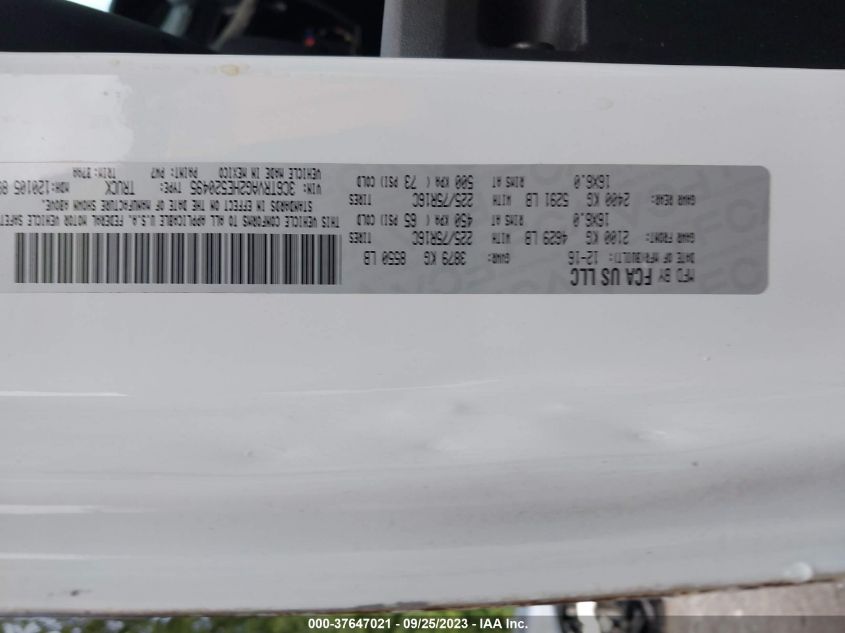 MFD BY FCA US LLC
DATE OF MFR(BUILT): 12-16 GVWR: 3879 KG 8550 LB
GAWR FRONT: 2100 KG 4629 LB WITH 225/75R16C TIRES
16X6.0 RIMS AT 450 KPA ( 65 PSI) COLD
GAWR REAR: 2400 KG 5291 LB WITH 225/75R16C TIRES
16X6.0 RIMS AT 500 KPA ( 73 PSI) COLD
THIS VEHICLE CONFORMS TO ALL APPLICABLE U.S.A. FEDERAL MOTOR VEHICLE SAFETY
STANDARDS IN EFFECT ON THE DATE OF MANUFACTURE SHOWN ABOVE.
VIN: 3C6TRVAG2HE520495 TYPE: TRUCK MDH: 120105
VEHICLE MADE IN MEXICO PAINT: PW7 TRIM: B7AA
000-37647021 - 09/25/2023 - IAA Inc.